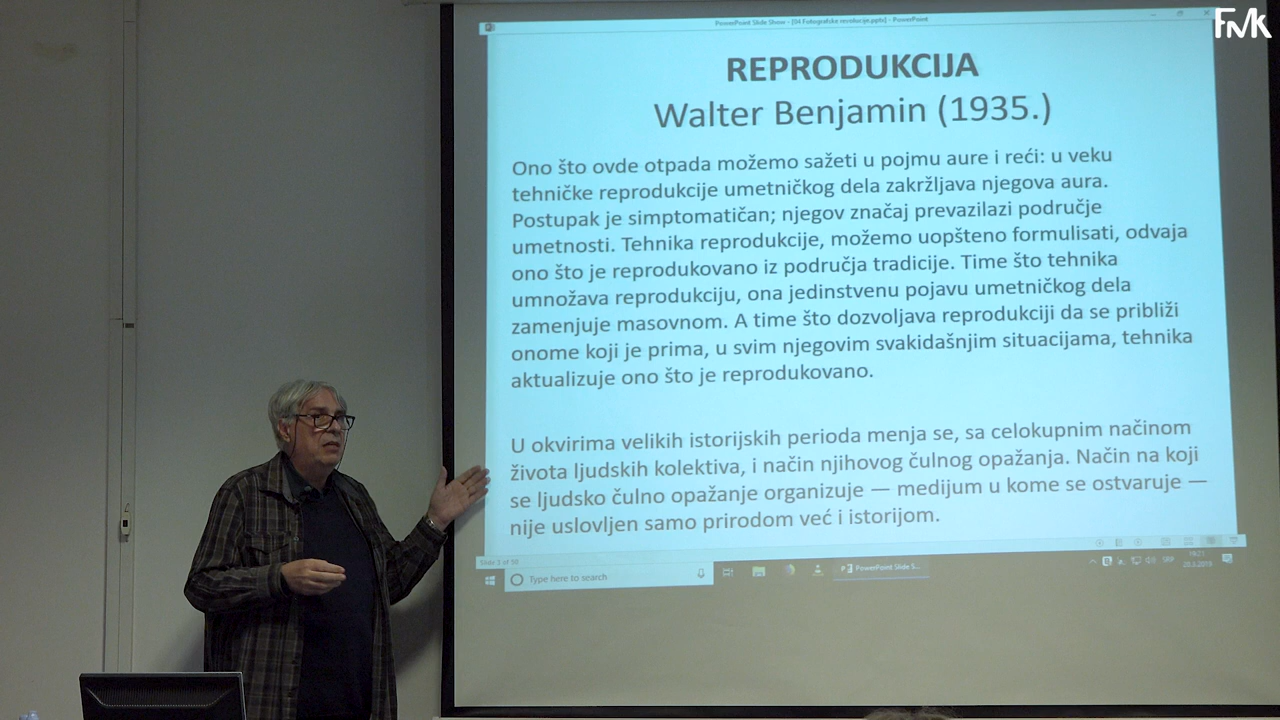 FMK
PowerPoint Slide Show - [04 Fotografske revolucije.pptx] - PowerPoint
REPRODUKCIJA
Walter Benjamin (1935.)
Ono što ovde otpada možemo sažeti u pojmu aure i reći: u veku
tehničke reprodukcije umetničkog dela zakržljava njegova aura.
Postupak je simptomatičan; njegov značaj prevazilazi područje
umetnosti. Tehnika reprodukcije, možemo uopšteno formulisati, odvaja
ono što je reprodukovano iz područja tradicije. Time što tehnika
umnožava reprodukciju, ona jedinstvenu pojavu umetničkog dela
zamenjuje masovnom. A time što dozvoljava reprodukciji da se približi
onome koji je prima, u svim njegovim svakidašnjim situacijama, tehnika
aktualizuje ono što je reprodukovano.
U okvirima velikih istorijskih perioda menja se, sa celokupnim načinom
života ljudskih kolektiva, i način njihovog čulnog opažanja. Način na koji
se ljudsko čulno opažanje organizuje — medijum u kome se ostvaruje —
nije uslovljen samo prirodom već i istorijom.
Type here to search
PowerPoint Slide S...